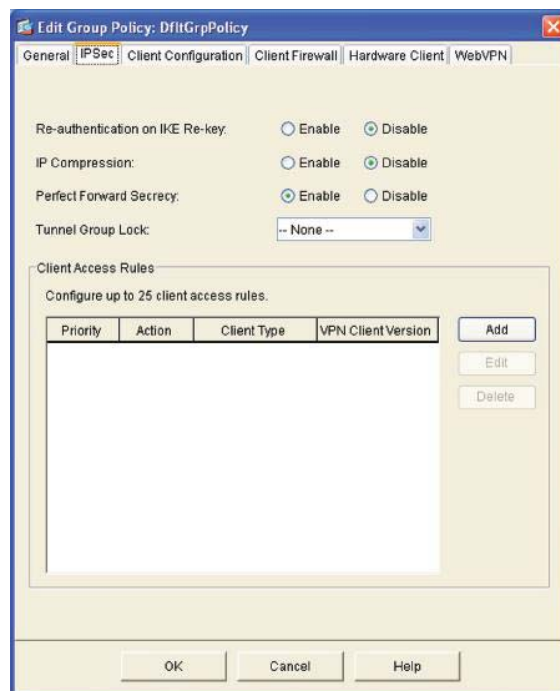 Edit Group Policy: DfltGrpPolicy
General IPSec Client Configuration Client Firewall Hardware Client WebVPN
Re-authentication on IKE Re-key: Enable Disable
IP Compression: Enable Disable
Perfect Forward Secrecy: Enable Disable
Tunnel Group Lock: -- None --
Client Access Rules
Configure up to 25 client access rules.
Priority Action Client Type VPN Client Version Add
Edit
Delete
OK Cancel Help